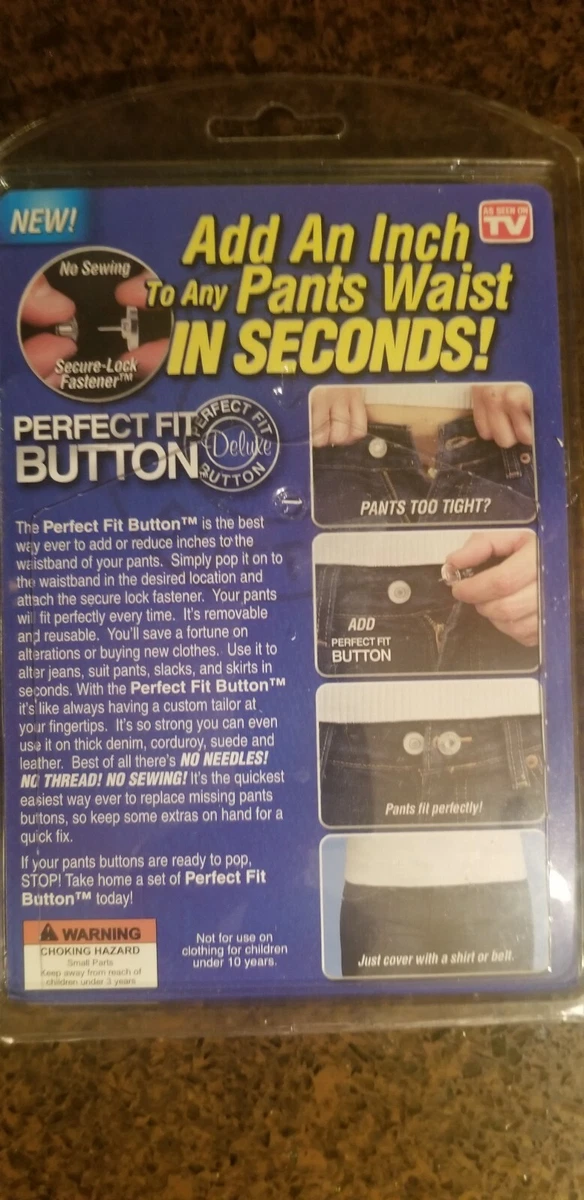 NEW!
AS SEEN ON
TV
Add An Inch
To Any Pants Waist
IN SECONDS!
No Sewing
Secure-Lock
Fastener™
PERFECT FIT
BUTTON
PERFECT FIT
Deluxe
BUTTON
The Perfect Fit Button™ is the best
way ever to add or reduce inches to the
waistband of your pants. Simply pop it on to
the waistband in the desired location and
attach the secure lock fastener. Your pants
will fit perfectly every time. It's removable
and reusable. You'll save a fortune on
alterations or buying new clothes. Use it to
alter jeans, suit pants, slacks, and skirts in
seconds. With the Perfect Fit Button™
it's like always having a custom tailor at
your fingertips. It's so strong you can even
use it on thick denim, corduroy, suede and
leather. Best of all there's NO NEEDLES!
NO THREAD! NO SEWING! It's the quickest
easiest way ever to replace missing pants
buttons, so keep some extras on hand for a
quick fix.
If your pants buttons are ready to pop,
STOP! Take home a set of Perfect Fit
Button™ today!
PANTS TOO TIGHT?
ADD
PERFECT FIT
BUTTON
Pants fit perfectly!
Just cover with a shirt or belt.
WARNING
CHOKING HAZARD
Small Parts
Keep away from reach of
children under 3 years
Not for use on
clothing for children
under 10 years.